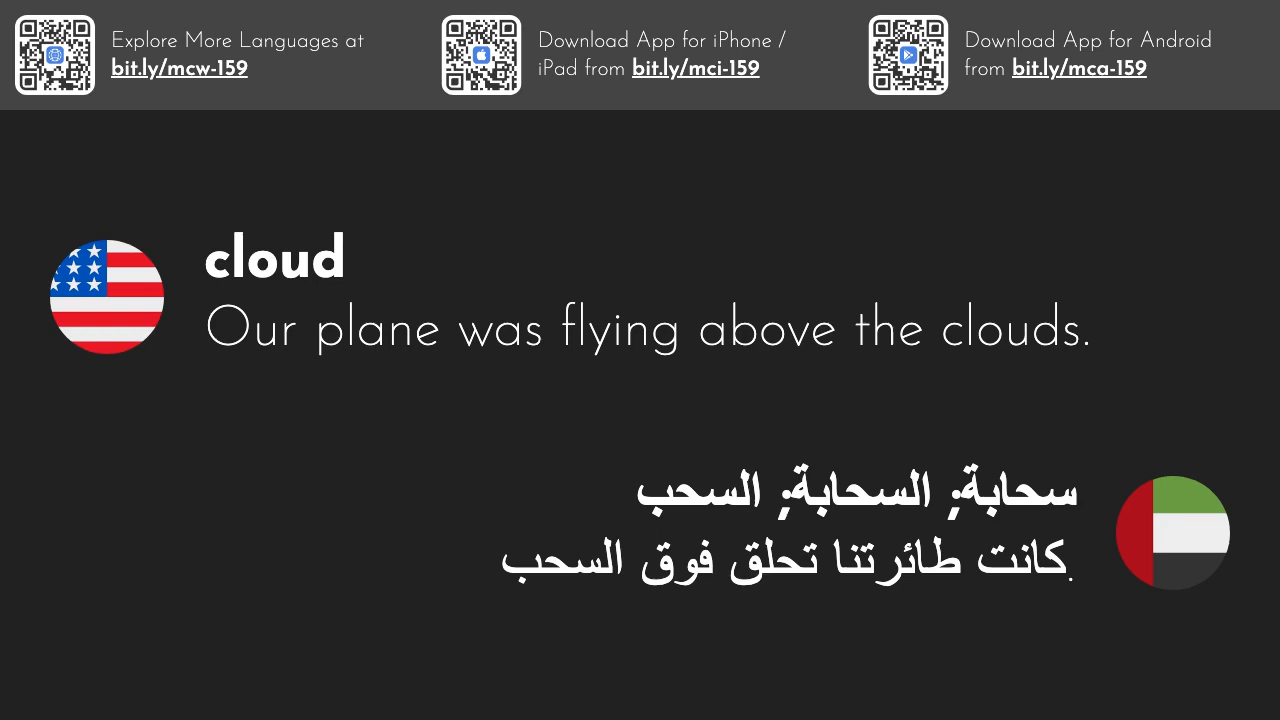 Explore More Languages at
bit.ly/mcw-159
Download App for iPhone /
iPad from bit.ly/mci-159
Download App for Android
from bit.ly/mca-159
cloud
Our plane was flying above the clouds.
سحابة; السحابة; السحب
كانت طائرتنا تحلق فوق السحب.